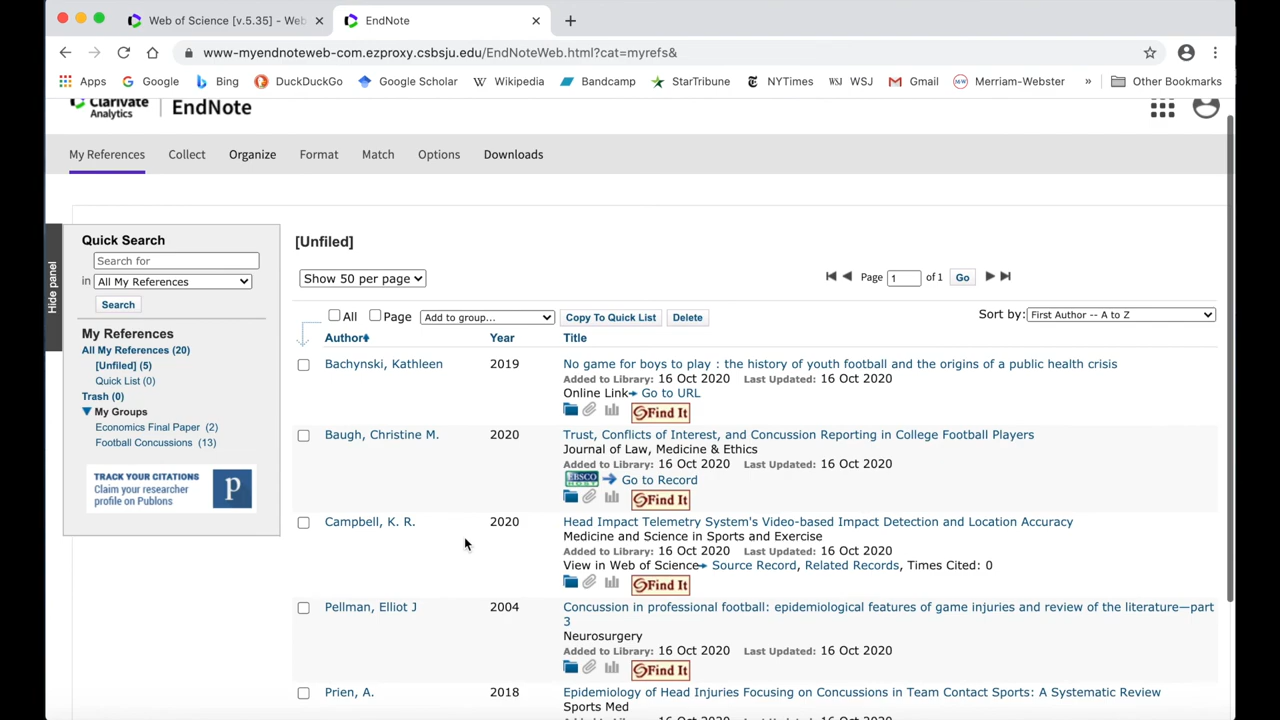 Web of Science [v.5.35] - Web
EndNote
www-myendnoteweb-com.ezproxy.csbsju.edu/EndNoteWeb.html?cat=myrefs&
Apps Google Bing DuckDuckGo Google Scholar Wikipedia Bandcamp StarTribune NYTimes WSJ WSJ Gmail Merriam-Webster » Other Bookmarks
Clarivate Analytics
EndNote
My References Collect Organize Format Match Options Downloads
Hide panel
Quick Search
Search for
in All My References
Search
My References
All My References (20)
[Unfiled] (5)
Quick List (0)
Trash (0)
My Groups
Economics Final Paper (2)
Football Concussions (13)
TRACK YOUR CITATIONS
Claim your researcher
profile on Publons
p
[Unfiled]
Show 50 per page
Page 1 of 1 Go
All Page Add to group... Copy To Quick List Delete
Sort by: First Author -- A to Z
Author Year Title
Bachynski, Kathleen 2019 No game for boys to play : the history of youth football and the origins of a public health crisis
Added to Library: 16 Oct 2020 Last Updated: 16 Oct 2020
Online Link→ Go to URL
Find It
Baugh, Christine M. 2020 Trust, Conflicts of Interest, and Concussion Reporting in College Football Players
Journal of Law, Medicine & Ethics
Added to Library: 16 Oct 2020 Last Updated: 16 Oct 2020
EBSCO HOST Go to Record
Find It
Campbell, K. R. 2020 Head Impact Telemetry System's Video-based Impact Detection and Location Accuracy
Medicine and Science in Sports and Exercise
Added to Library: 16 Oct 2020 Last Updated: 16 Oct 2020
View in Web of Science→ Source Record, Related Records, Times Cited: 0
Find It
Pellman, Elliot J 2004 Concussion in professional football: epidemiological features of game injuries and review of the literature—part
3
Neurosurgery
Added to Library: 16 Oct 2020 Last Updated: 16 Oct 2020
Find It
Prien, A. 2018 Epidemiology of Head Injuries Focusing on Concussions in Team Contact Sports: A Systematic Review
Sports Med